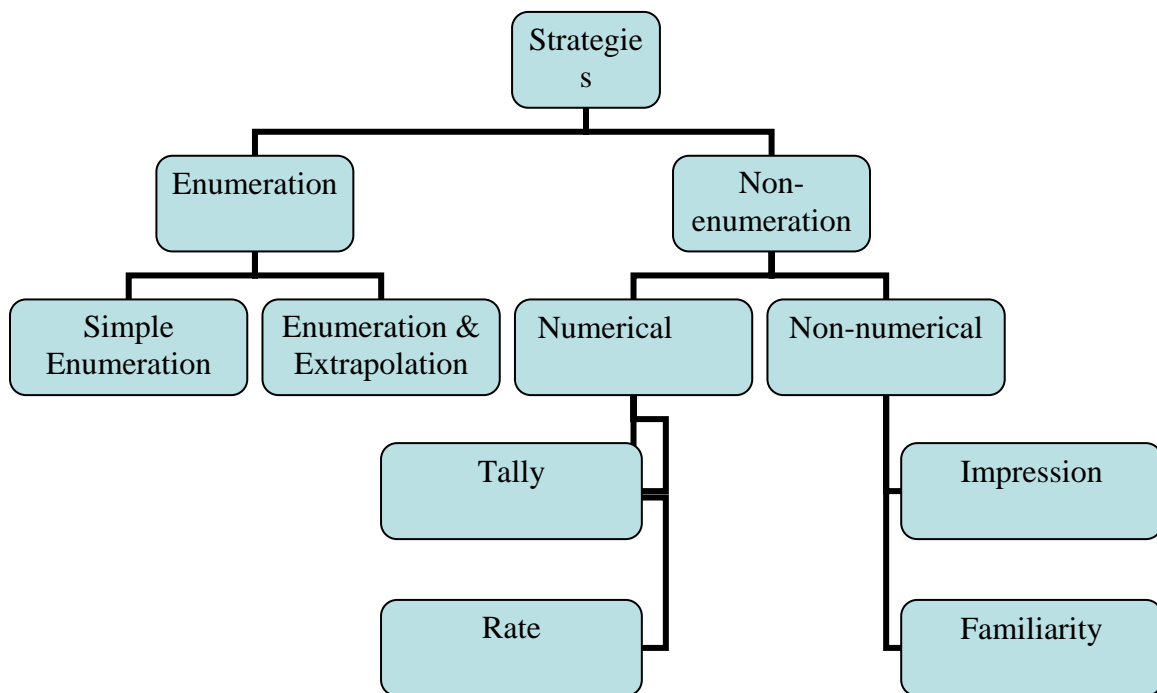 Strategie
s
Enumeration
Non-
enumeration
Simple
Enumeration
Enumeration &
Extrapolation
Numerical
Non-numerical
Tally
Impression
Rate
Familiarity